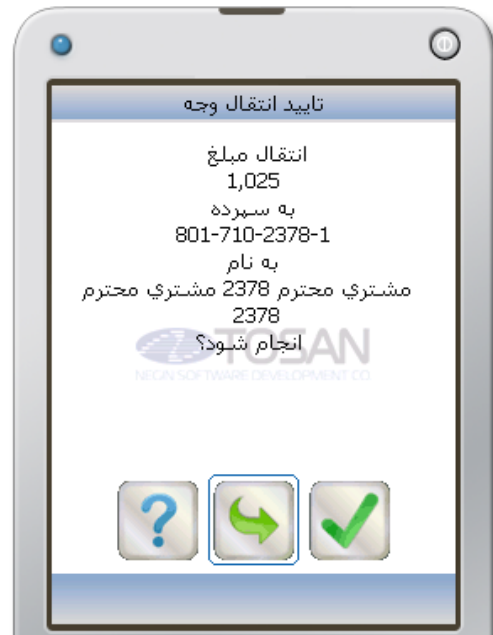 تاييد انتقال وجه
انتقال مبلغ
1,025
به سپرده
801-710-2378-1
به نام
مشتري محترم 2378 مشتري محترم
2378
انجام شود؟
TOSAN
NEGIN SOFTWARE DEVELOPMENT CO